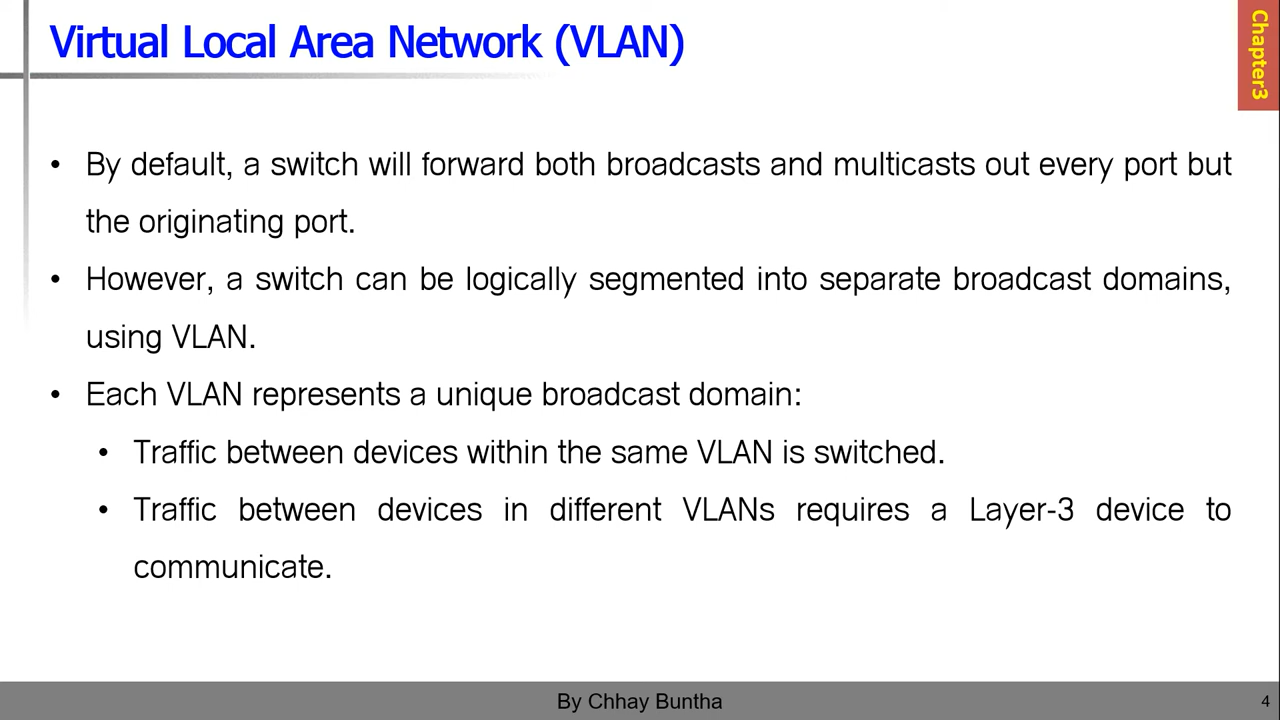 Virtual Local Area Network (VLAN)
Chapter3
• By default, a switch will forward both broadcasts and multicasts out every port but
the originating port.
• However, a switch can be logically segmented into separate broadcast domains,
using VLAN.
• Each VLAN represents a unique broadcast domain:
• Traffic between devices within the same VLAN is switched.
• Traffic between devices in different VLANs requires a Layer-3 device to
communicate.
By Chhay Buntha
4